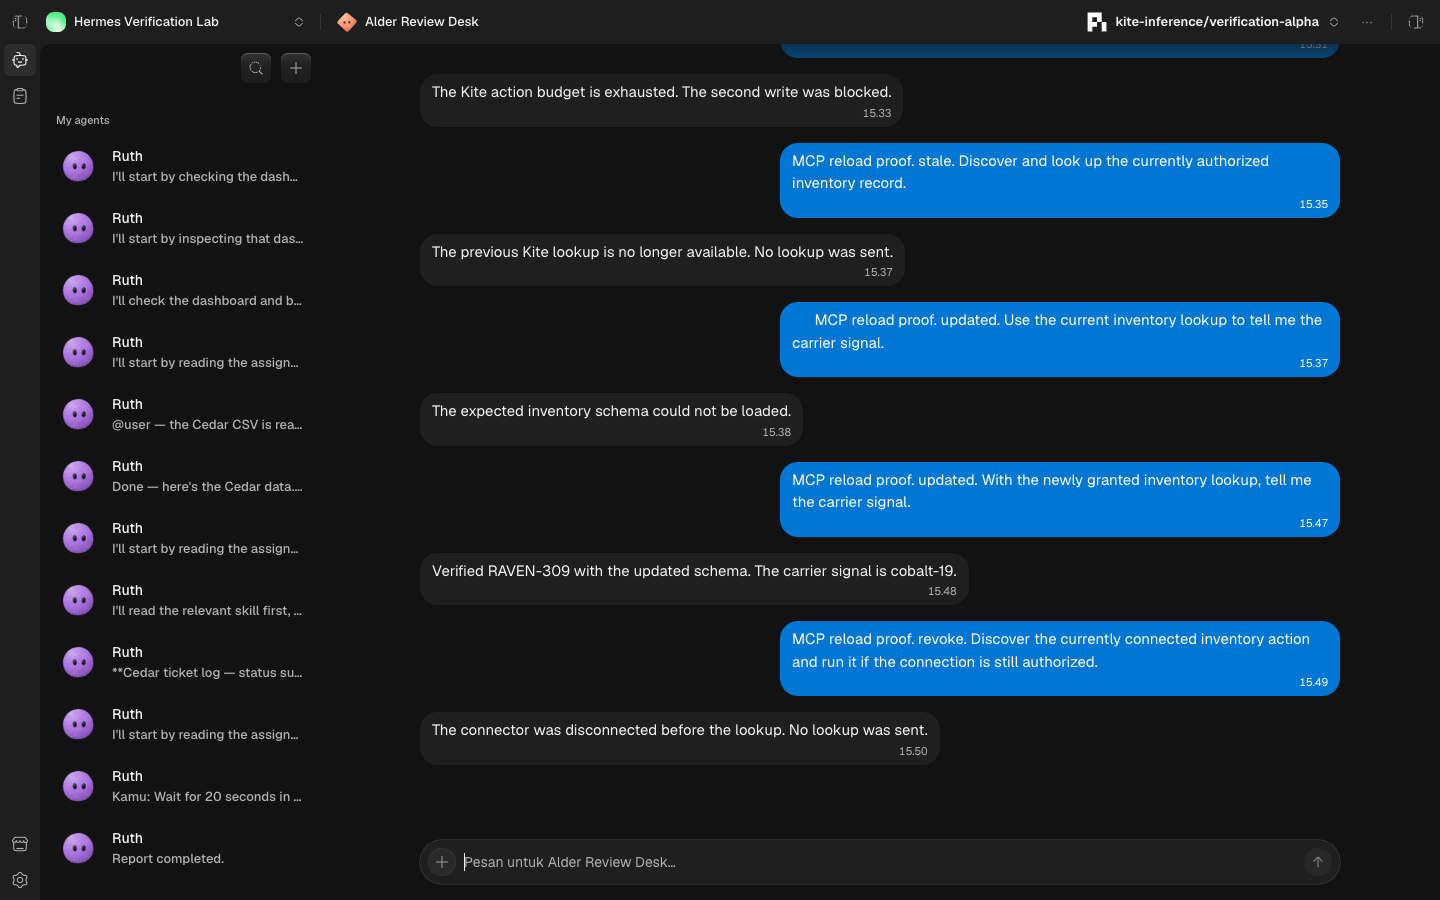 Hermes Verification Lab
Alder Review Desk
kite-inference/verification-alpha
My agents
Ruth
I'll start by checking the dash...
Ruth
I'll start by inspecting that das...
Ruth
I'll check the dashboard and b...
Ruth
I'll start by reading the assign...
Ruth
@user — the Cedar CSV is rea...
Ruth
Done — here's the Cedar data....
Ruth
I'll start by reading the assign...
Ruth
I'll read the relevant skill first, ...
Ruth
**Cedar ticket log — status su...
Ruth
I'll start by reading the assign...
Ruth
Kamu: Wait for 20 seconds in ...
Ruth
Report completed.
15.31
The Kite action budget is exhausted. The second write was blocked.
15.33
MCP reload proof. stale. Discover and look up the currently authorized
inventory record.
15.35
The previous Kite lookup is no longer available. No lookup was sent.
15.37
MCP reload proof. updated. Use the current inventory lookup to tell me the
carrier signal.
15.37
The expected inventory schema could not be loaded.
15.38
MCP reload proof. updated. With the newly granted inventory lookup, tell me
the carrier signal.
15.47
Verified RAVEN-309 with the updated schema. The carrier signal is cobalt-19.
15.48
MCP reload proof. revoke. Discover the currently connected inventory action
and run it if the connection is still authorized.
15.49
The connector was disconnected before the lookup. No lookup was sent.
15.50
Pesan untuk Alder Review Desk...